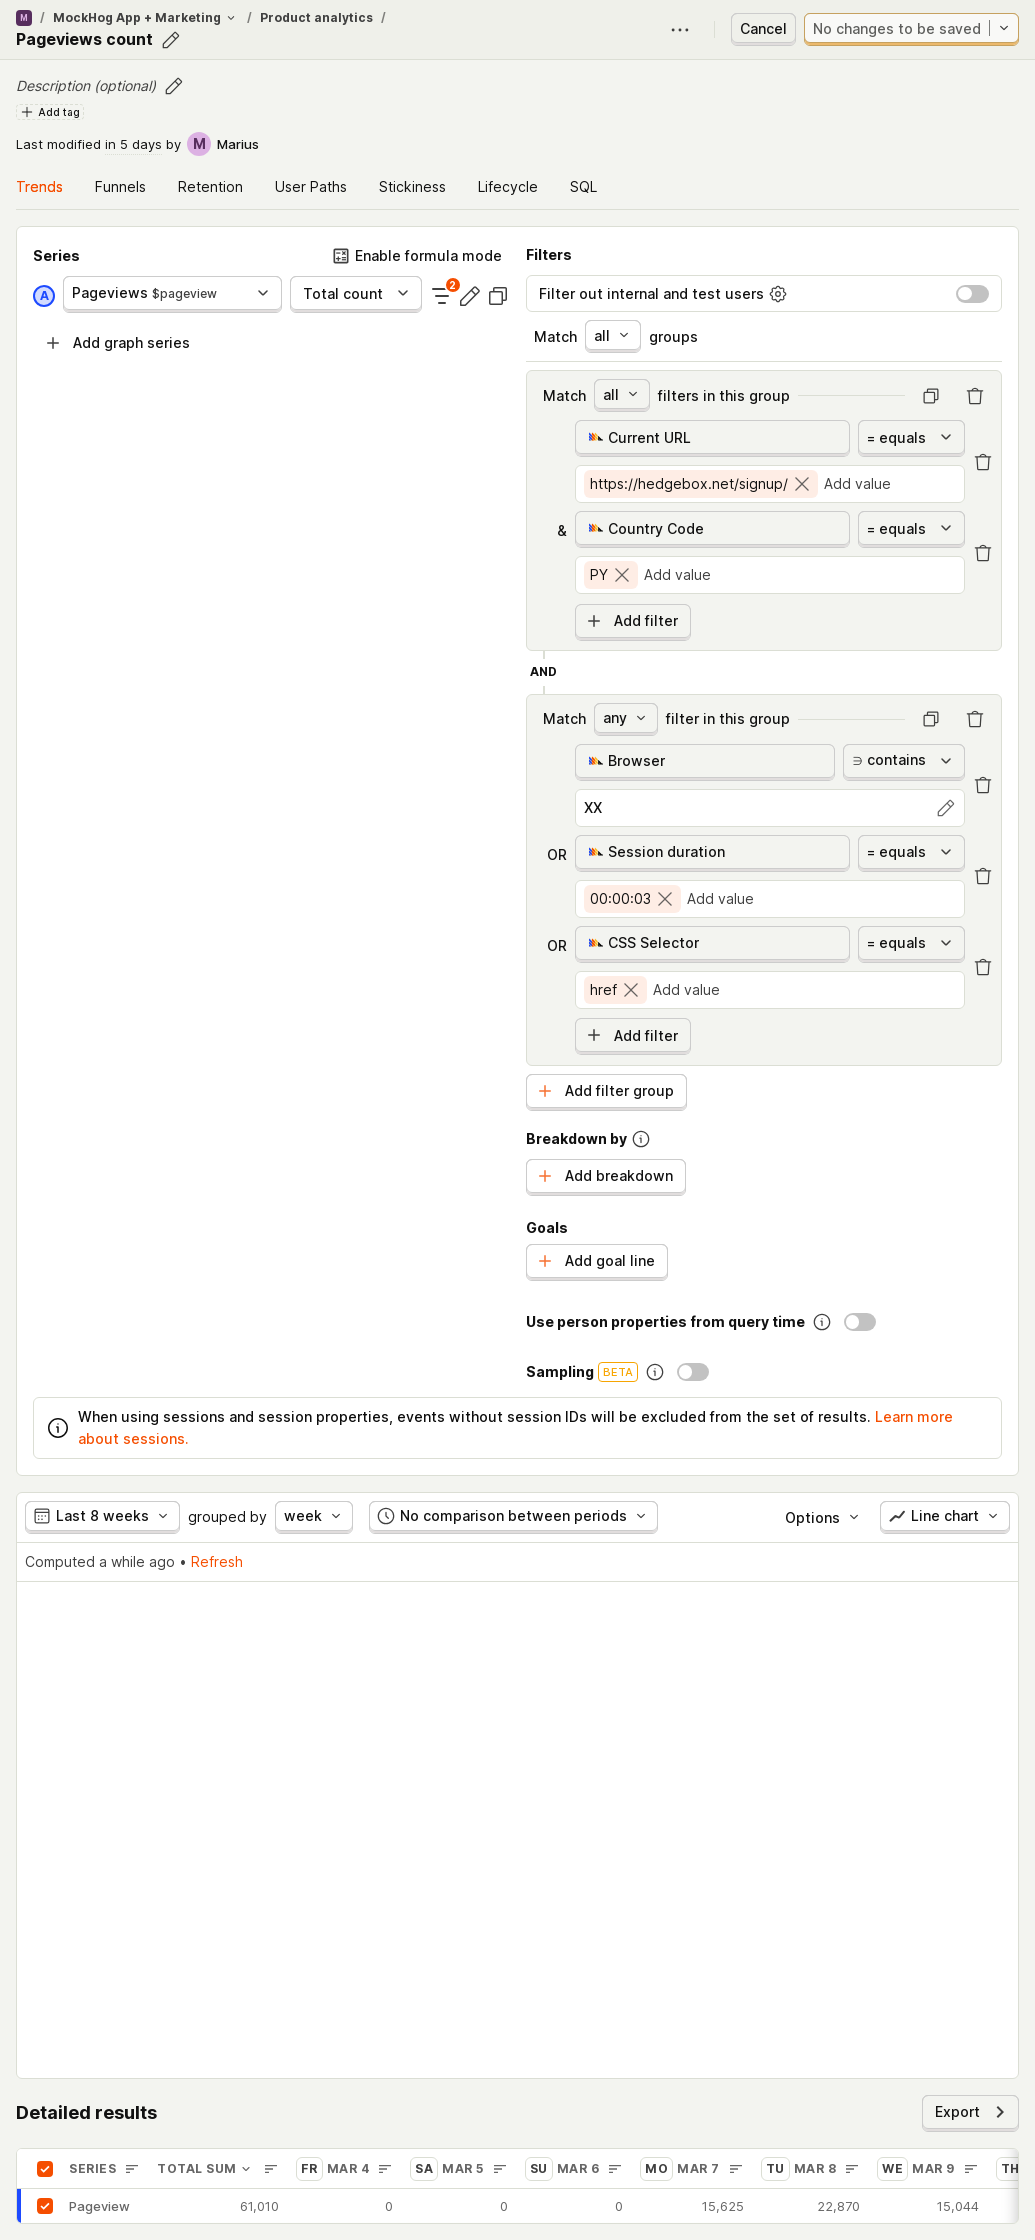 M / MockHog App + Marketing / Product analytics /
Pageviews count
Cancel
No changes to be saved
Description (optional)
Add tag
Last modified in 5 days by M Marius
Trends Funnels Retention User Paths Stickiness Lifecycle SQL
Series
Enable formula mode
A Pageviews $pageview Total count 2
Add graph series
Filters
Filter out internal and test users
Match all groups
Match all filters in this group
Current URL = equals
https://hedgebox.net/signup/ Add value
& Country Code = equals
PY Add value
Add filter
AND
Match any filter in this group
Browser ∋ contains
XX
OR Session duration = equals
00:00:03 Add value
OR CSS Selector = equals
href Add value
Add filter
Add filter group
Breakdown by
Add breakdown
Goals
Add goal line
Use person properties from query time
Sampling BETA
When using sessions and session properties, events without session IDs will be excluded from the set of results. Learn more
about sessions.
Last 8 weeks grouped by week No comparison between periods Options Line chart
Computed a while ago • Refresh
Detailed results
Export
SERIES TOTAL SUM FR MAR 4 SA MAR 5 SU MAR 6 MO MAR 7 TU MAR 8 WE MAR 9 TH
Pageview 61,010 0 0 0 15,625 22,870 15,044